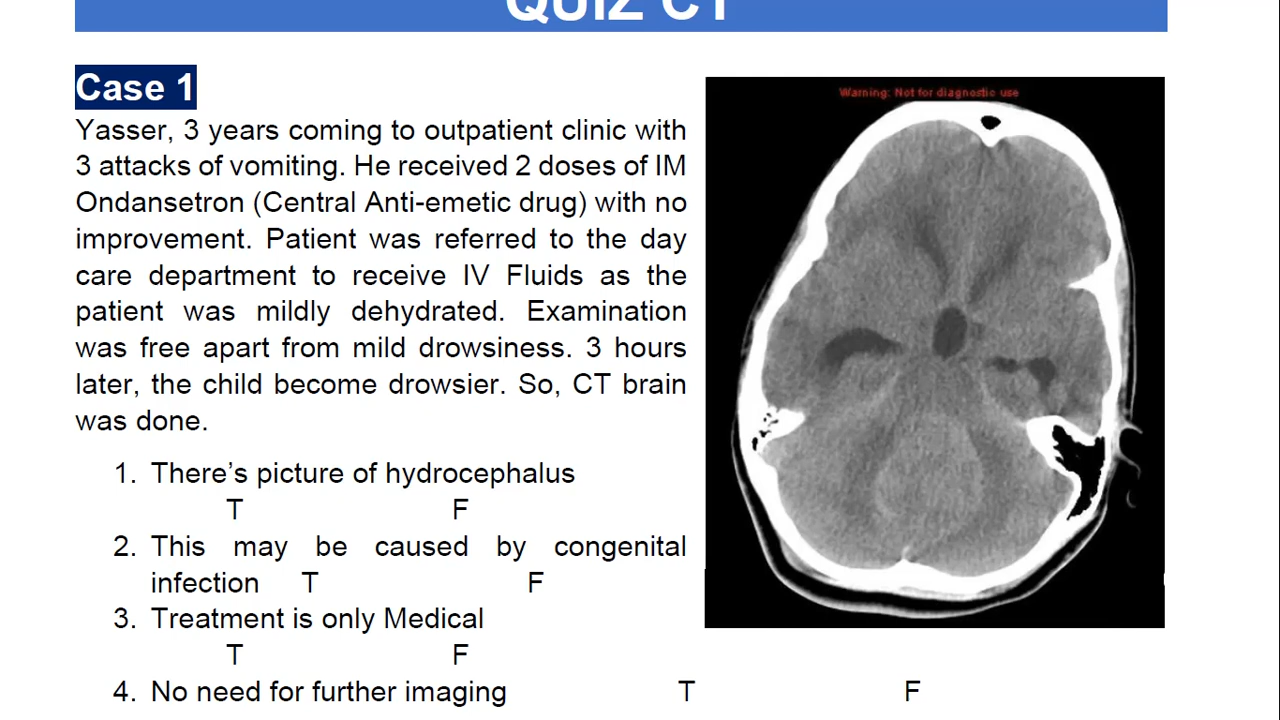 QUIZ CT
Case 1
Yasser, 3 years coming to outpatient clinic with
3 attacks of vomiting. He received 2 doses of IM
Ondansetron (Central Anti-emetic drug) with no
improvement. Patient was referred to the day
care department to receive IV Fluids as the
patient was mildly dehydrated. Examination
was free apart from mild drowsiness. 3 hours
later, the child become drowsier. So, CT brain
was done.
1. There’s picture of hydrocephalus
T F
2. This may be caused by congenital
infection T F
3. Treatment is only Medical
T F
4. No need for further imaging T F
Warning: Not for diagnostic use